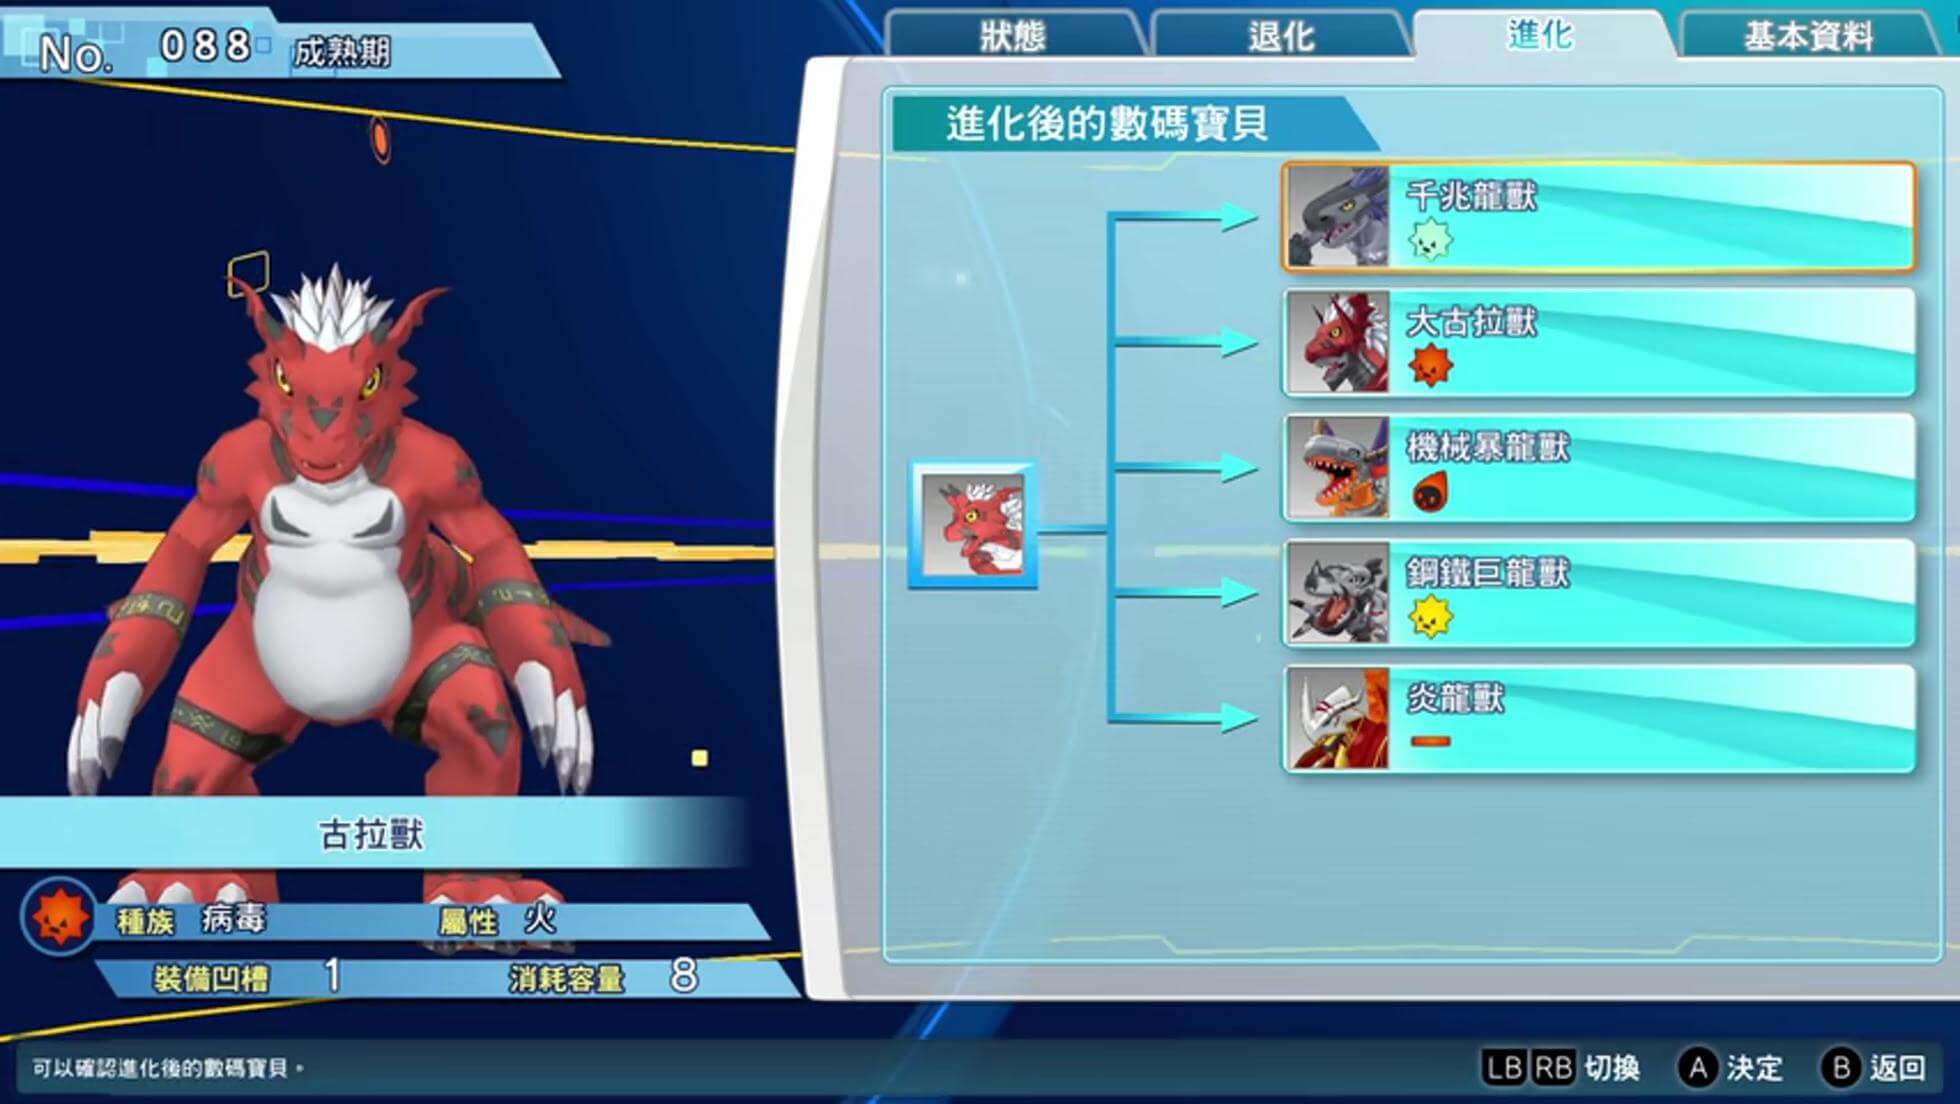 No. 088 成熟期
狀態 退化 進化 基本資料
進化後的數碼寶貝
千兆龍獸
大古拉獸
機械暴龍獸
鋼鐵巨龍獸
炎龍獸
古拉獸
種族 病毒 屬性 火
裝備凹槽 1 消耗容量 8
可以確認進化後的數碼寶貝。
LB RB 切換 A 決定 B 返回